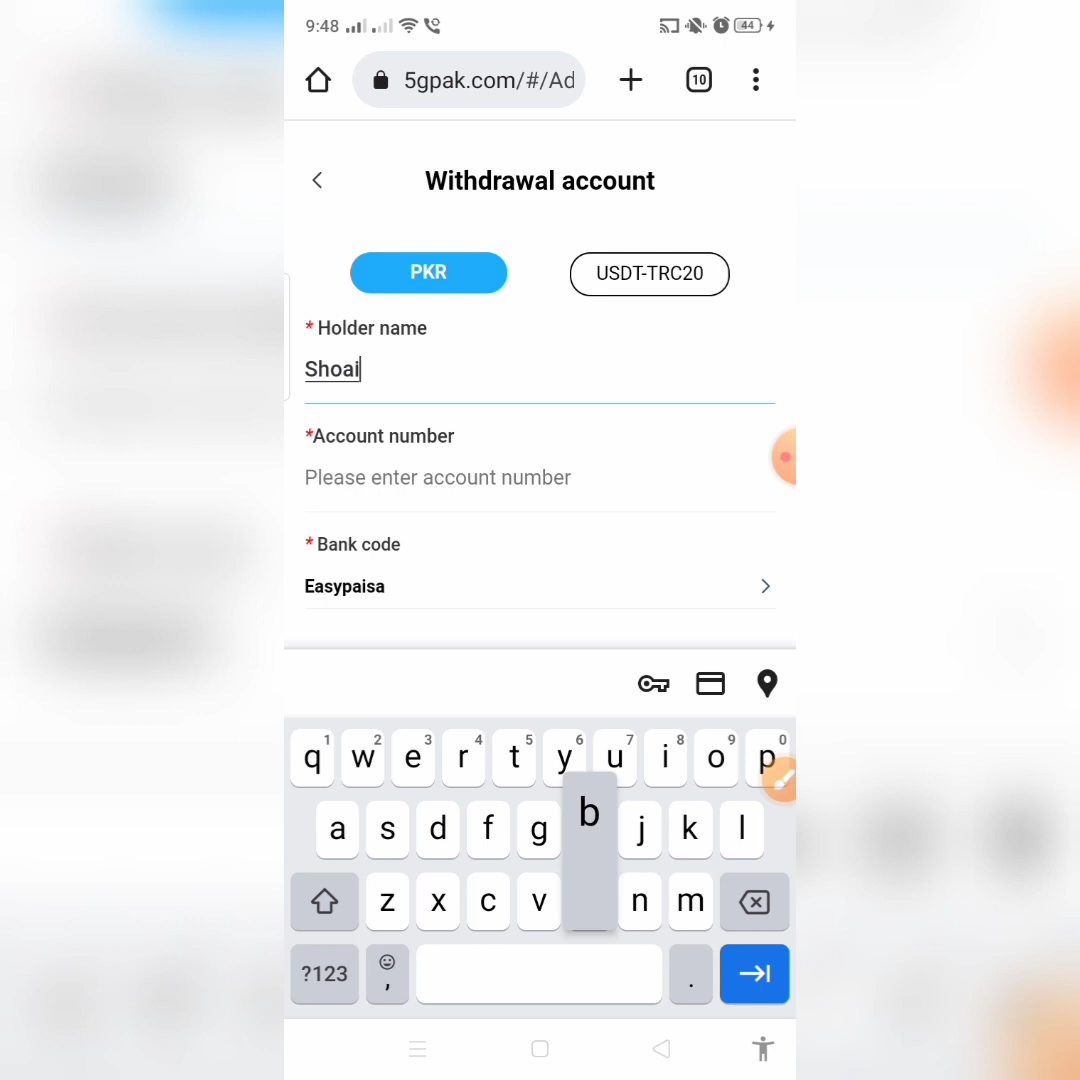 9:48 44
5gpak.com/#/Ad 10
Withdrawal account
PKR USDT-TRC20
* Holder name
Shoai
*Account number
Please enter account number
* Bank code
Easypaisa
1 2 3 4 5 6 7 8 9 0
q w e r t y u i o p
a s d f g b j k l
z x c v n m
?123 , .